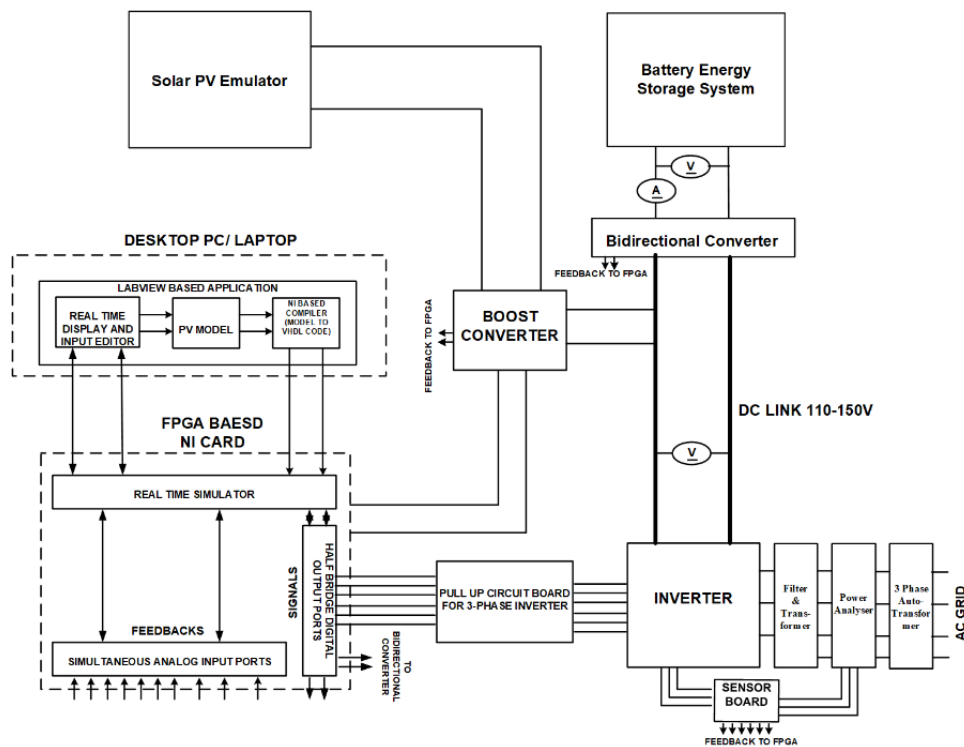 Solar PV Emulator
Battery Energy
Storage System
V
A
Bidirectional Converter
FEEDBACK TO FPGA
DESKTOP PC/ LAPTOP
LABVIEW BASED APPLICATION
REAL TIME
DISPLAY AND
INPUT EDITOR
PV MODEL
NI BASED
COMPILER
(MODEL TO
VHDL CODE)
BOOST
CONVERTER
FEEDBACK TO FPGA
DC LINK 110-150V
V
FPGA BAESD
NI CARD
REAL TIME SIMULATOR
HALF BRIDGE DIGITAL
OUTPUT PORTS
SIGNALS
FEEDBACKS
SIMULTANEOUS ANALOG INPUT PORTS
TO
BIDIRECTIONAL
CONVERTER
PULL UP CIRCUIT BOARD
FOR 3-PHASE INVERTER
INVERTER
Filter
&
Trans-
former
Power
Analyser
3 Phase
Auto-
Transfor
mer
AC GRID
SENSOR
BOARD
FEEDBACK TO FPGA